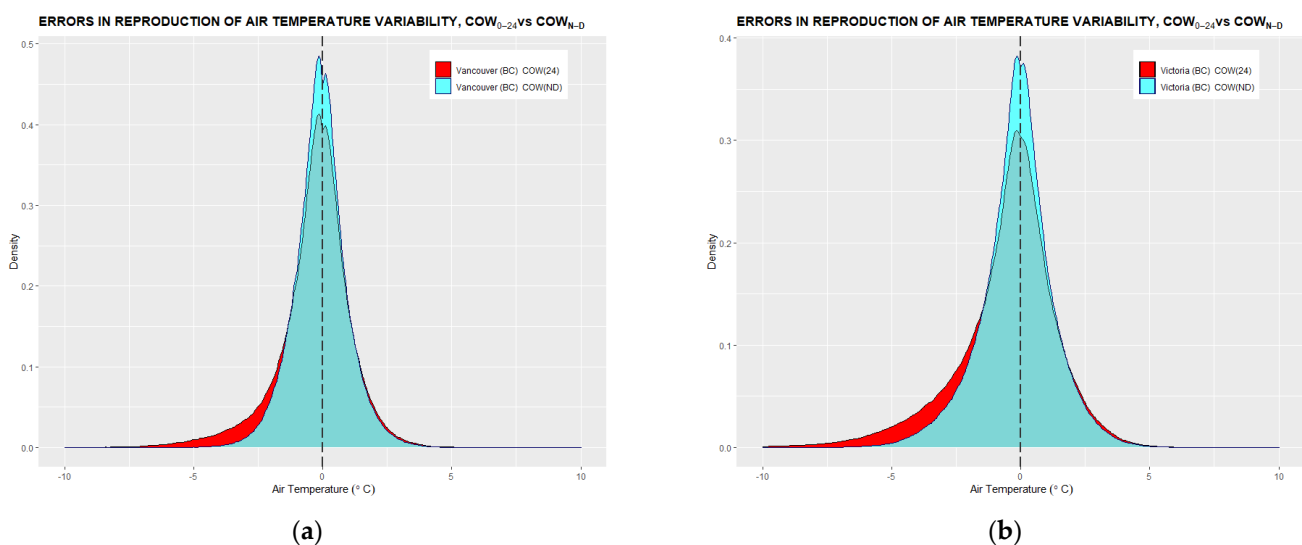 ERRORS IN REPRODUCTION OF AIR TEMPERATURE VARIABILITY, COW0–24vs COWN–D
Vancouver (BC) COW(24)
Vancouver (BC) COW(ND)
Density
0.5
0.4
0.3
0.2
0.1
0.0
-10
-5
0
5
10
Air Temperature (° C)
(a)
ERRORS IN REPRODUCTION OF AIR TEMPERATURE VARIABILITY, COW0–24vs COWN–D
Victoria (BC) COW(24)
Victoria (BC) COW(ND)
Density
0.4
0.3
0.2
0.1
0.0
-10
-5
0
5
10
Air Temperature (° C)
(b)